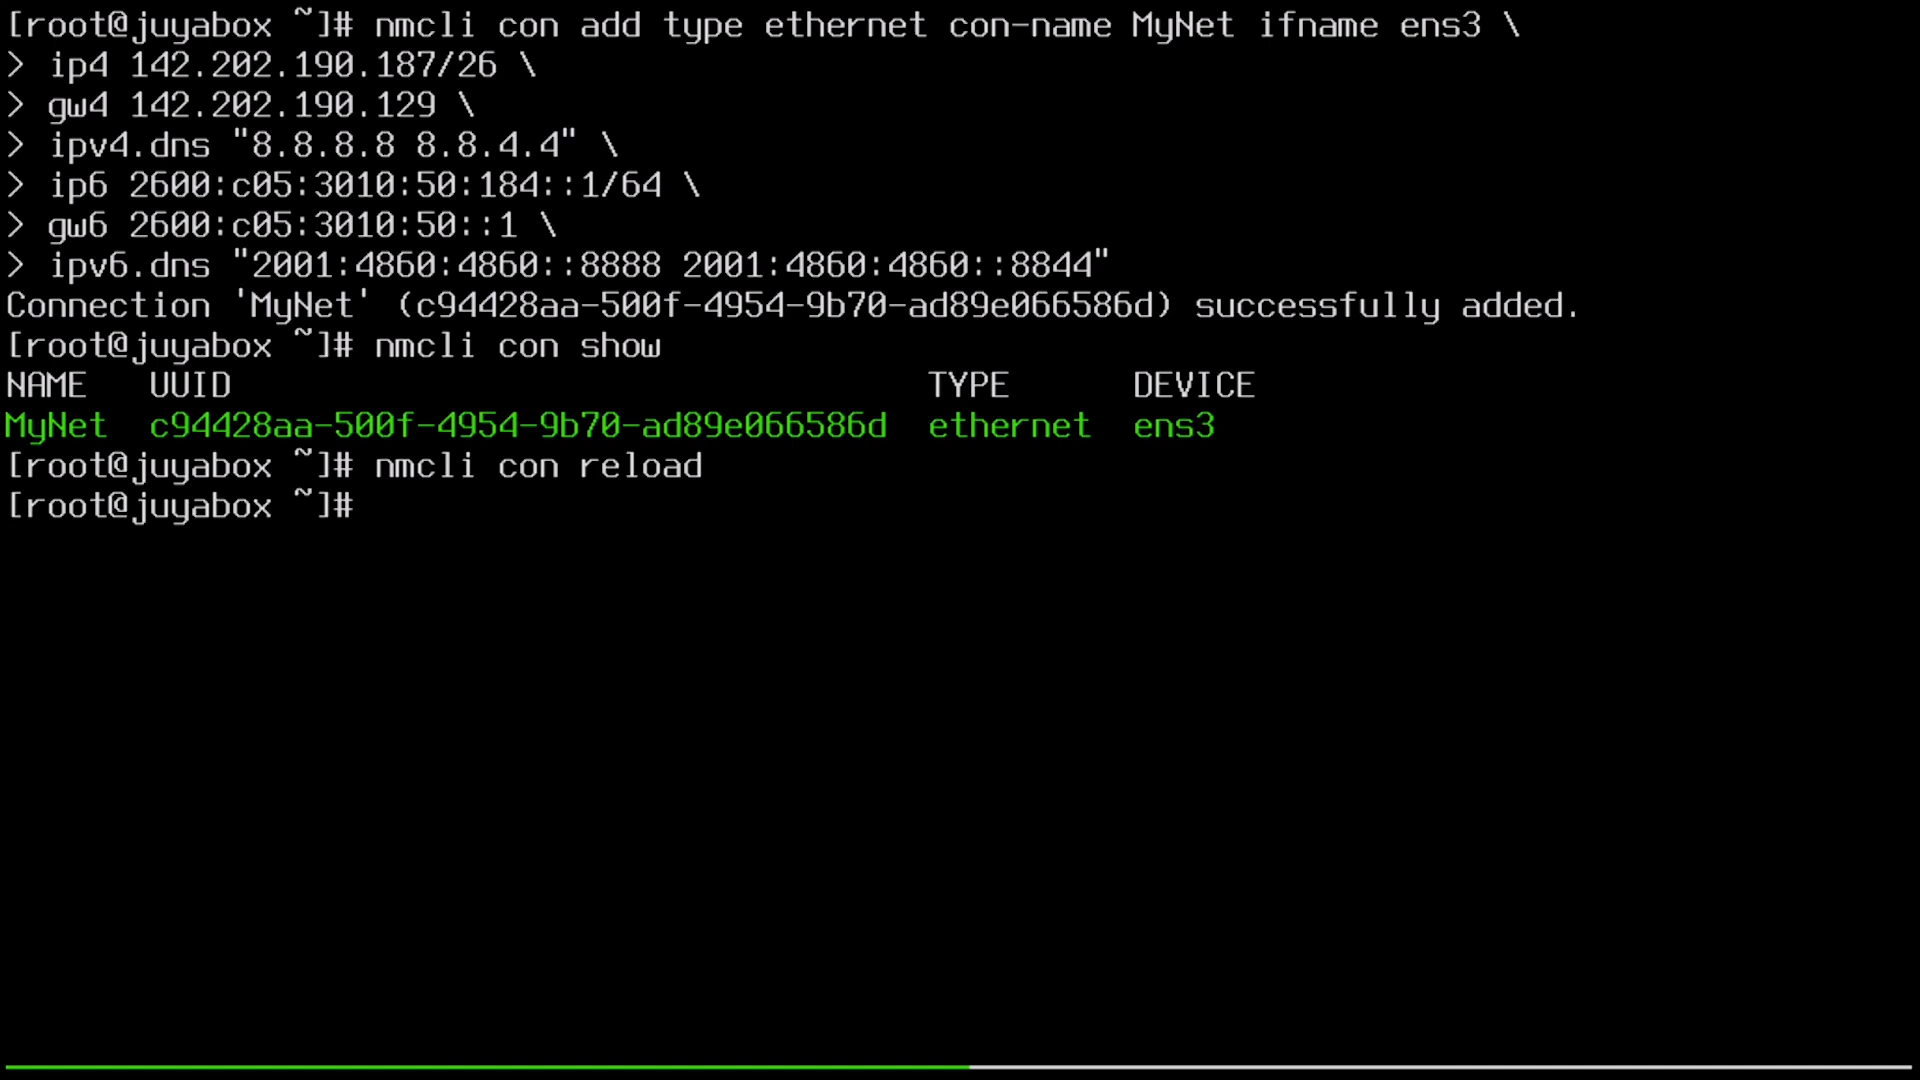 [root@juyabox ~]# nmcli con add type ethernet con-name MyNet ifname ens3 \
> ip4 142.202.190.187/26 \
> gw4 142.202.190.129 \
> ipv4.dns "8.8.8.8 8.8.4.4" \
> ip6 2600:c05:3010:50:184::1/64 \
> gw6 2600:c05:3010:50::1 \
> ipv6.dns "2001:4860:4860::8888 2001:4860:4860::8844"
Connection 'MyNet' (c94428aa-500f-4954-9b70-ad89e066586d) successfully added.
[root@juyabox ~]# nmcli con show
NAME   UUID                                  TYPE      DEVICE
MyNet  c94428aa-500f-4954-9b70-ad89e066586d  ethernet  ens3
[root@juyabox ~]# nmcli con reload
[root@juyabox ~]#